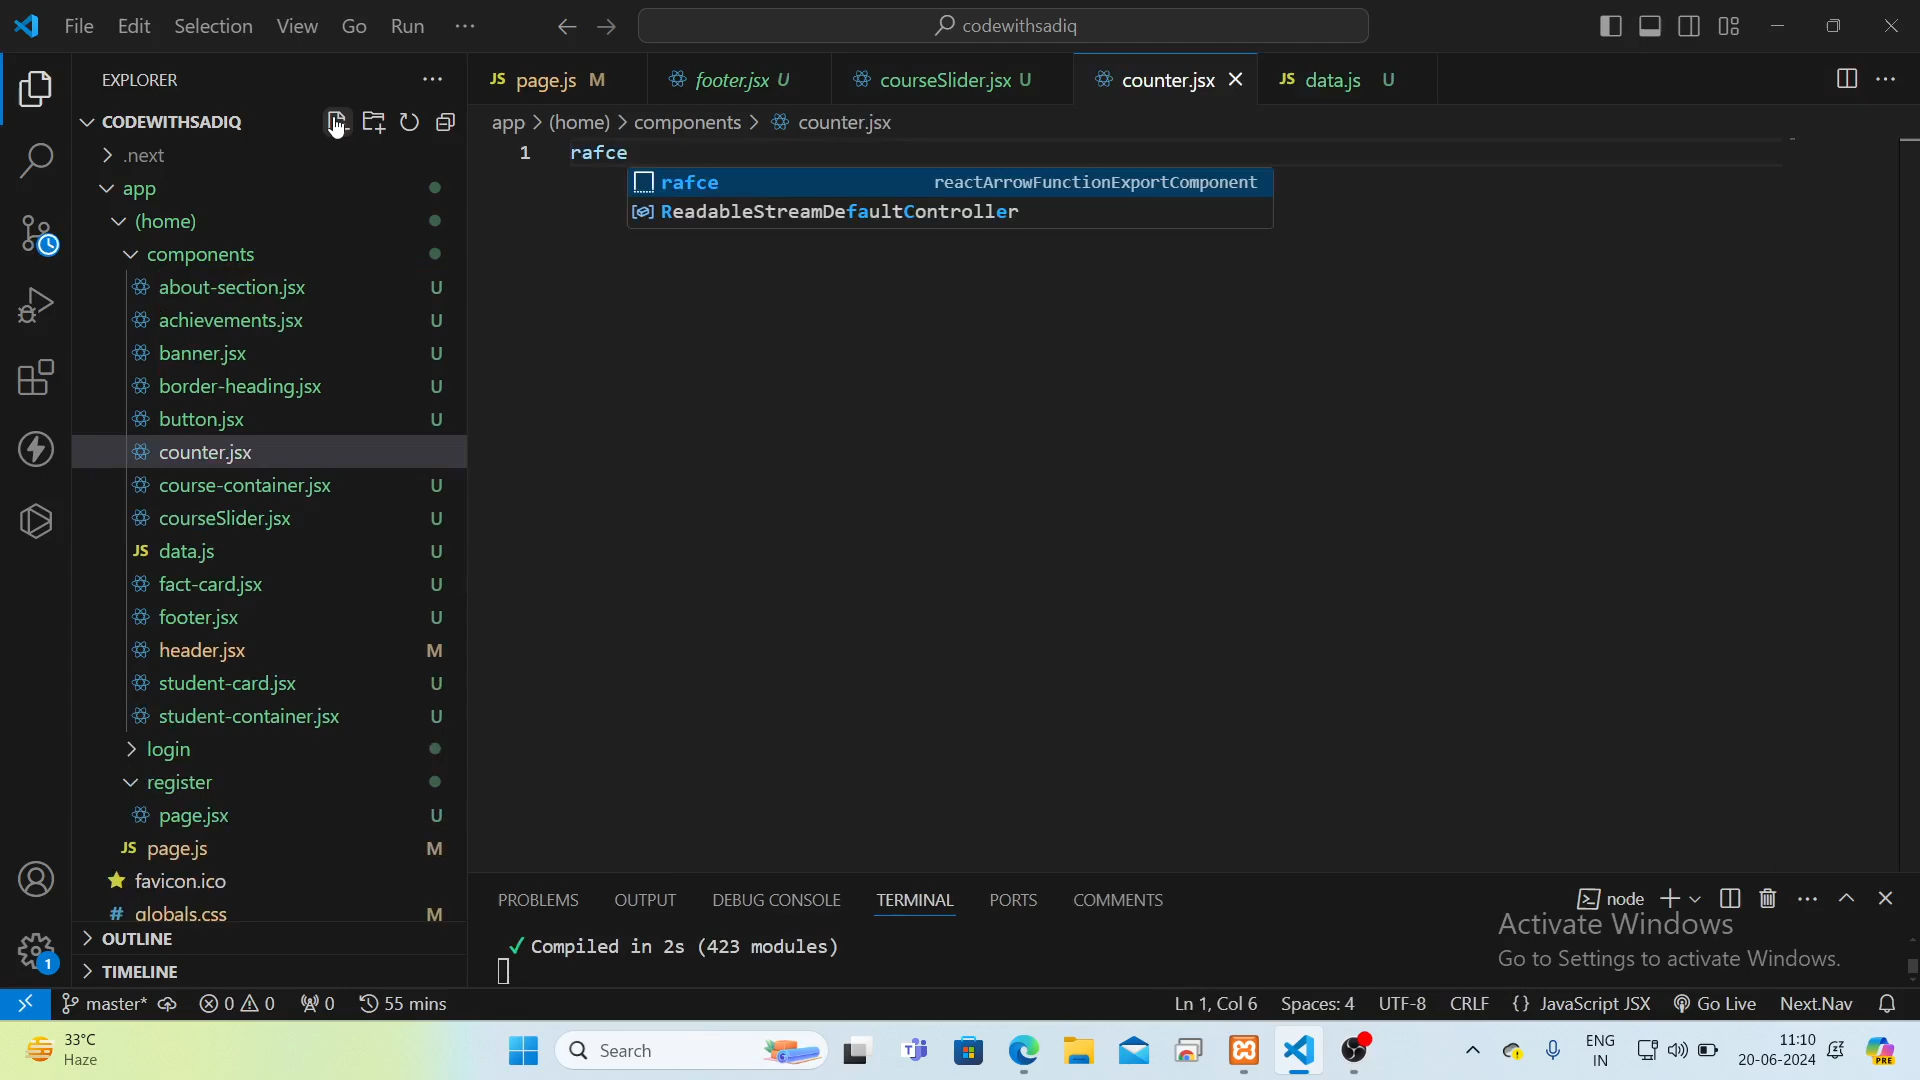 File Edit Selection View Go Run ···
codewithsadiq
EXPLORER
CODEWITHSADIQ
.next
app
(home)
components
about-section.jsx U
achievements.jsx U
banner.jsx U
border-heading.jsx U
button.jsx U
counter.jsx
course-container.jsx U
courseSlider.jsx U
JS data.js U
fact-card.jsx U
footer.jsx U
header.jsx M
student-card.jsx U
student-container.jsx U
login
register
page.jsx U
JS page.js M
favicon.ico
# globals.css M
OUTLINE
TIMELINE
JS page.js M footer.jsx U courseSlider.jsx U counter.jsx JS data.js U
app > (home) > components > counter.jsx
1 rafce
rafce reactArrowFunctionExportComponent
ReadableStreamDefaultController
PROBLEMS OUTPUT DEBUG CONSOLE TERMINAL PORTS COMMENTS
node
✓ Compiled in 2s (423 modules)
Activate Windows
Go to Settings to activate Windows.
1
master* 0 0 0 55 mins
Ln 1, Col 6 Spaces: 4 UTF-8 CRLF {} JavaScript JSX Go Live Next.Nav
33°C
Haze
Search
ENG
IN
11:10
20-06-2024
PRE